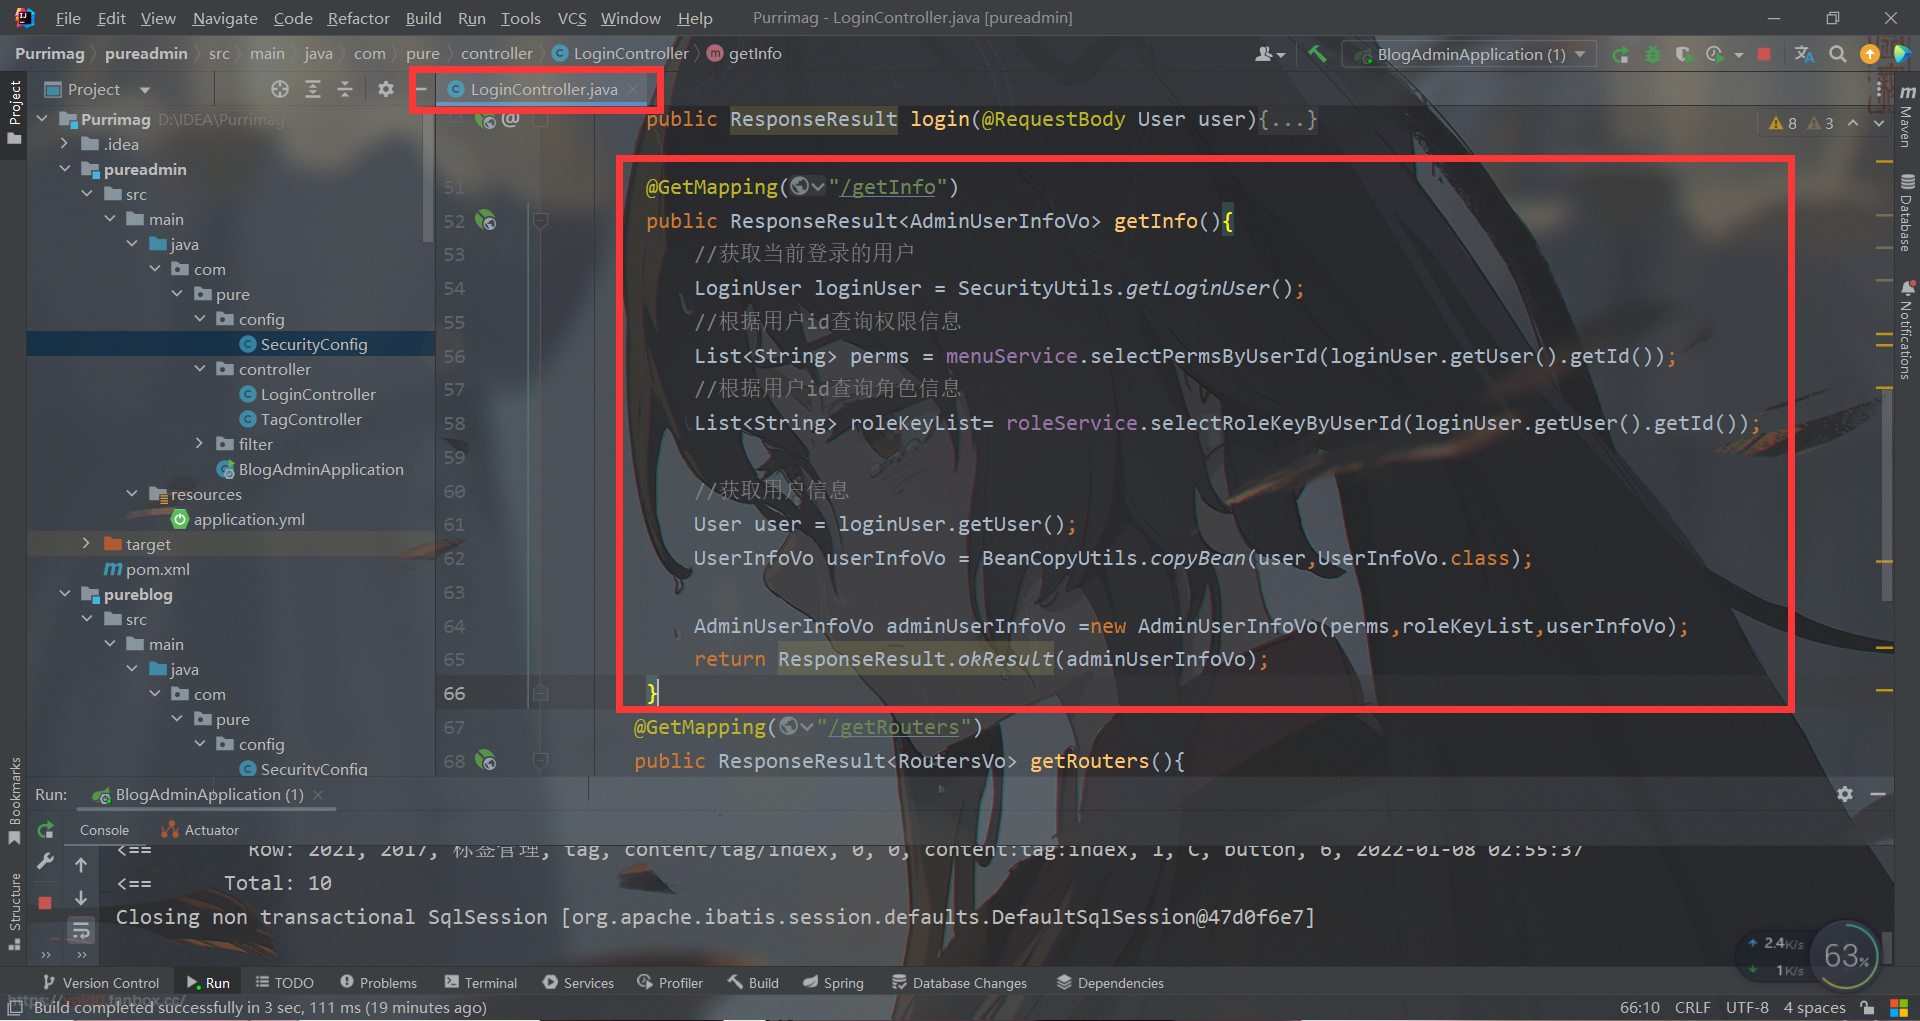 File Edit View Navigate Code Refactor Build Run Tools VCS Window Help Purrimag - LoginController.java [pureadmin]
Purrimag pureadmin src main java com pure controller LoginController getInfo BlogAdminApplication (1)
Project
LoginController.java
Purrimag D:\IDEA\Purrimag
.idea
pureadmin
src
main
java
com
pure
config
SecurityConfig
controller
LoginController
TagController
filter
BlogAdminApplication
resources
application.yml
target
pom.xml
pureblog
src
main
java
com
pure
config
SecurityConfig
44 public ResponseResult login(@RequestBody User user){...}
8 3
51 @GetMapping("/getInfo")
52 public ResponseResult<AdminUserInfoVo> getInfo(){
53 //获取当前登录的用户
54 LoginUser loginUser = SecurityUtils.getLoginUser();
55 //根据用户id查询权限信息
56 List<String> perms = menuService.selectPermsByUserId(loginUser.getUser().getId());
57 //根据用户id查询角色信息
58 List<String> roleKeyList= roleService.selectRoleKeyByUserId(loginUser.getUser().getId());
59
60 //获取用户信息
61 User user = loginUser.getUser();
62 UserInfoVo userInfoVo = BeanCopyUtils.copyBean(user,UserInfoVo.class);
63
64 AdminUserInfoVo adminUserInfoVo =new AdminUserInfoVo(perms,roleKeyList,userInfoVo);
65 return ResponseResult.okResult(adminUserInfoVo);
66 }
67 @GetMapping("/getRouters")
68 public ResponseResult<RoutersVo> getRouters(){
Project
Bookmarks
Structure
Maven
Database
Notifications
Run: BlogAdminApplication (1)
Console Actuator
<== Row: 2021, 2017, 标签管理, tag, content/tag/index, 0, 0, content:tag:index, 1, C, button, 6, 2022-01-08 02:55:37
<== Total: 10
Closing non transactional SqlSession [org.apache.ibatis.session.defaults.DefaultSqlSession@47d0f6e7]
2.4K/s
1K/s
63%
Version Control Run TODO Problems Terminal Services Profiler Build Spring Database Changes Dependencies
Build completed successfully in 3 sec, 111 ms (19 minutes ago) 66:10 CRLF UTF-8 4 spaces